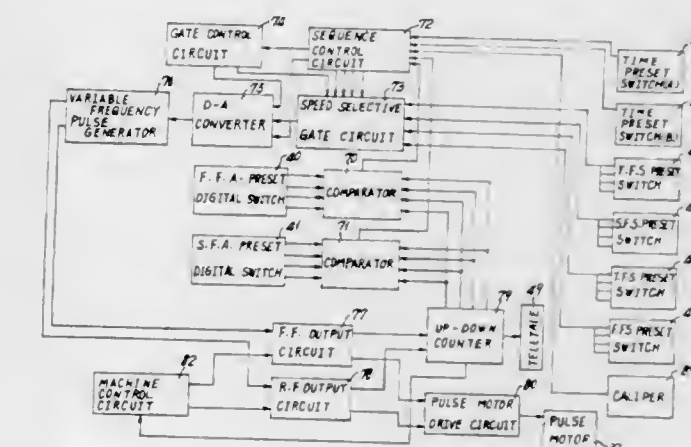 74
GATE CONTROL
CIRCUIT
72
SEQUENCE
CONTROL
CIRCUIT
TIME
PRESET
SWITCH(A)
76
VARIABLE
FREQUENCY
PULSE
GENERATOR
75
D-A
CONVERTER
73
SPEED SELECTIVE
GATE CIRCUIT
TIME
PRESET
SWITCH(B)
40
F.F.A. PRESET
DIGITAL SWITCH
70
COMPARATOR
F.F.S PRESET
SWITCH
41
S.F.A. PRESET
DIGITAL SWITCH
71
COMPARATOR
S.F.S. PRESET
SWITCH
T.F.S PRESET
SWITCH
77
F.F. OUTPUT
CIRCUIT
79
UP-DOWN
COUNTER
49
TELLTALE
F.F.S PRESET
SWITCH
82
MACHINE
CONTROL
CIRCUIT
78
R.F. OUTPUT
CIRCUIT
80
PULSE MOTOR
DRIVE CIRCUIT
CALIPER
PULSE
MOTOR